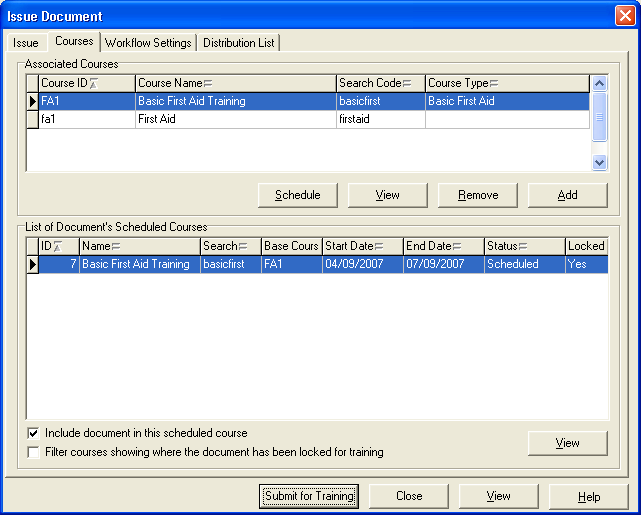 Issue Document
Issue Courses Workflow Settings Distribution List
Associated Courses
Course ID Course Name Search Code Course Type
FA1 Basic First Aid Training basicfirst Basic First Aid
fa1 First Aid firstaid
Schedule View Remove Add
List of Document's Scheduled Courses
ID Name Search Base Cours Start Date End Date Status Locked
7 Basic First Aid Training basicfirst FA1 04/09/2007 07/09/2007 Scheduled Yes
Include document in this scheduled course
View
Filter courses showing where the document has been locked for training
Submit for Training Close View Help